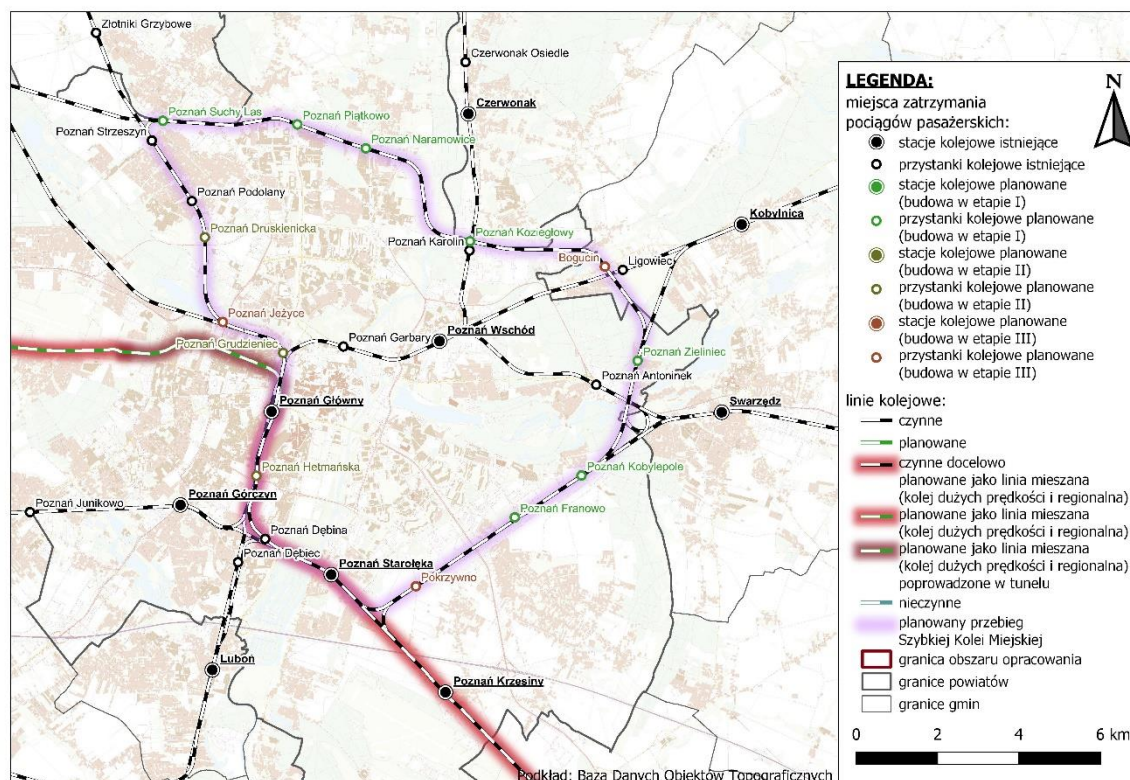 Złotniki Grzybowe
Czerwonak Osiedle
Czerwonak
Poznań Suchy Las
Poznań Piątkowo
Poznań Strzeszyn
Poznań Naramowice
Poznań Podolany
Kobylnica
Poznań Druskienicka
Poznań Koziegłowy
Poznań Karolin
Bogucin
Ligowiec
Poznań Jeżyce
Poznań Grudzieniec
Poznań Garbary
Poznań Wschód
Poznań Zieliniec
Poznań Antoninek
Poznań Główny
Swarzędz
Poznań Hetmańska
Poznań Kobylepole
Poznań Junikowo
Poznań Górczyn
Poznań Franowo
Poznań Dębina
Poznań Dębiec
Poznań Starołęka
Pokrzywno
Luboń
Poznań Krzesiny
Podkład: Baza Danych Obiektów Topograficznych
LEGENDA:
N
miejsca zatrzymania
pociągów pasażerskich:
stacje kolejowe istniejące
przystanki kolejowe istniejące
stacje kolejowe planowane
(budowa w etapie I)
przystanki kolejowe planowane
(budowa w etapie I)
stacje kolejowe planowane
(budowa w etapie II)
przystanki kolejowe planowane
(budowa w etapie II)
stacje kolejowe planowane
(budowa w etapie III)
przystanki kolejowe planowane
(budowa w etapie III)
linie kolejowe:
czynne
planowane
czynne docelowo
planowane jako linia mieszana
(kolej dużych prędkości i regionalna)
planowane jako linia mieszana
(kolej dużych prędkości i regionalna)
planowane jako linia mieszana
(kolej dużych prędkości i regionalna)
poprowadzone w tunelu
nieczynne
planowany przebieg
Szybkiej Kolei Miejskiej
granica obszaru opracowania
granice powiatów
granice gmin
0 2 4 6 km